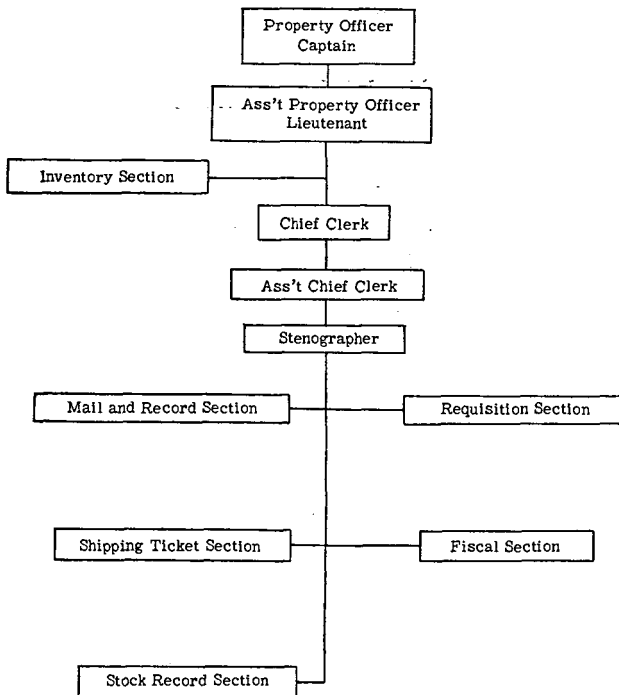 Property Officer
Captain
Ass't Property Officer
Lieutenant
Inventory Section
Chief Clerk
Ass't Chief Clerk
Stenographer
Mail and Record Section
Requisition Section
Shipping Ticket Section
Fiscal Section
Stock Record Section